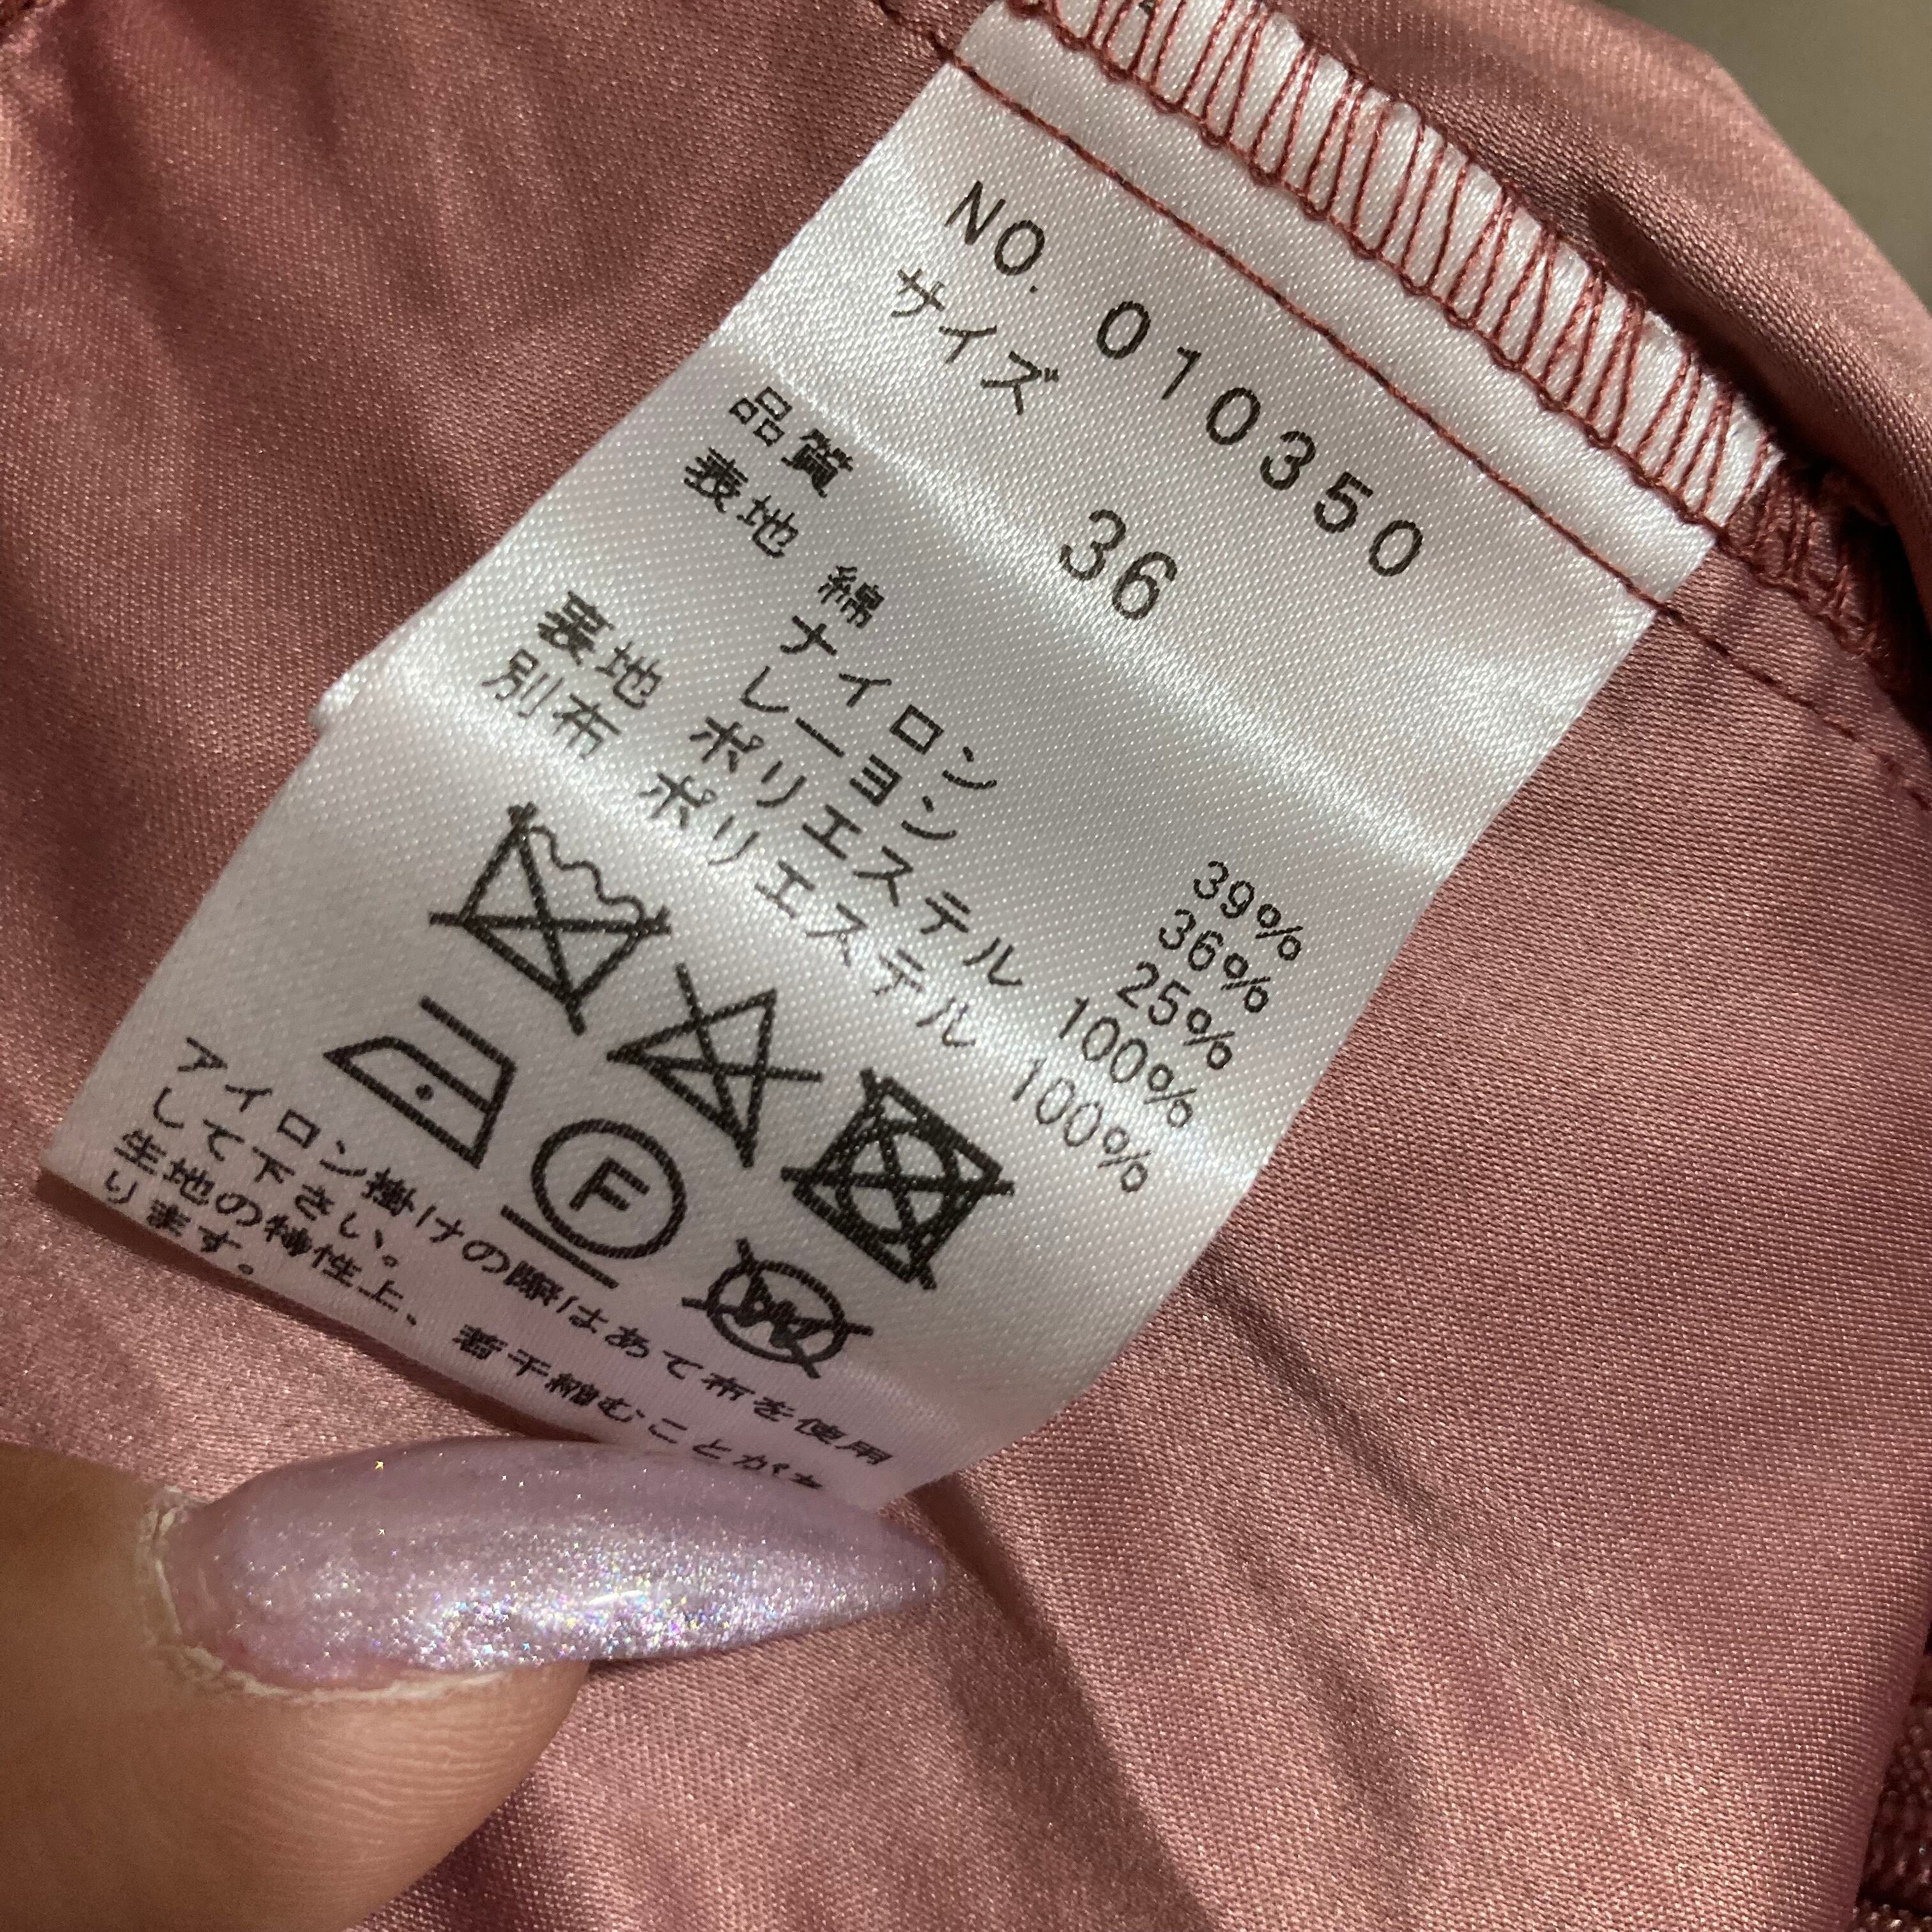 NO. 010350
サイズ 36
品質
表地 綿 39%
ナイロン 36%
レーヨン 25%
裏地 ポリエステル 100%
別布 ポリエステル 100%
F
W
アイロン掛けの際はあて布を使用
して下さい。
生地の特性上、若干縮むことがあ
ります。